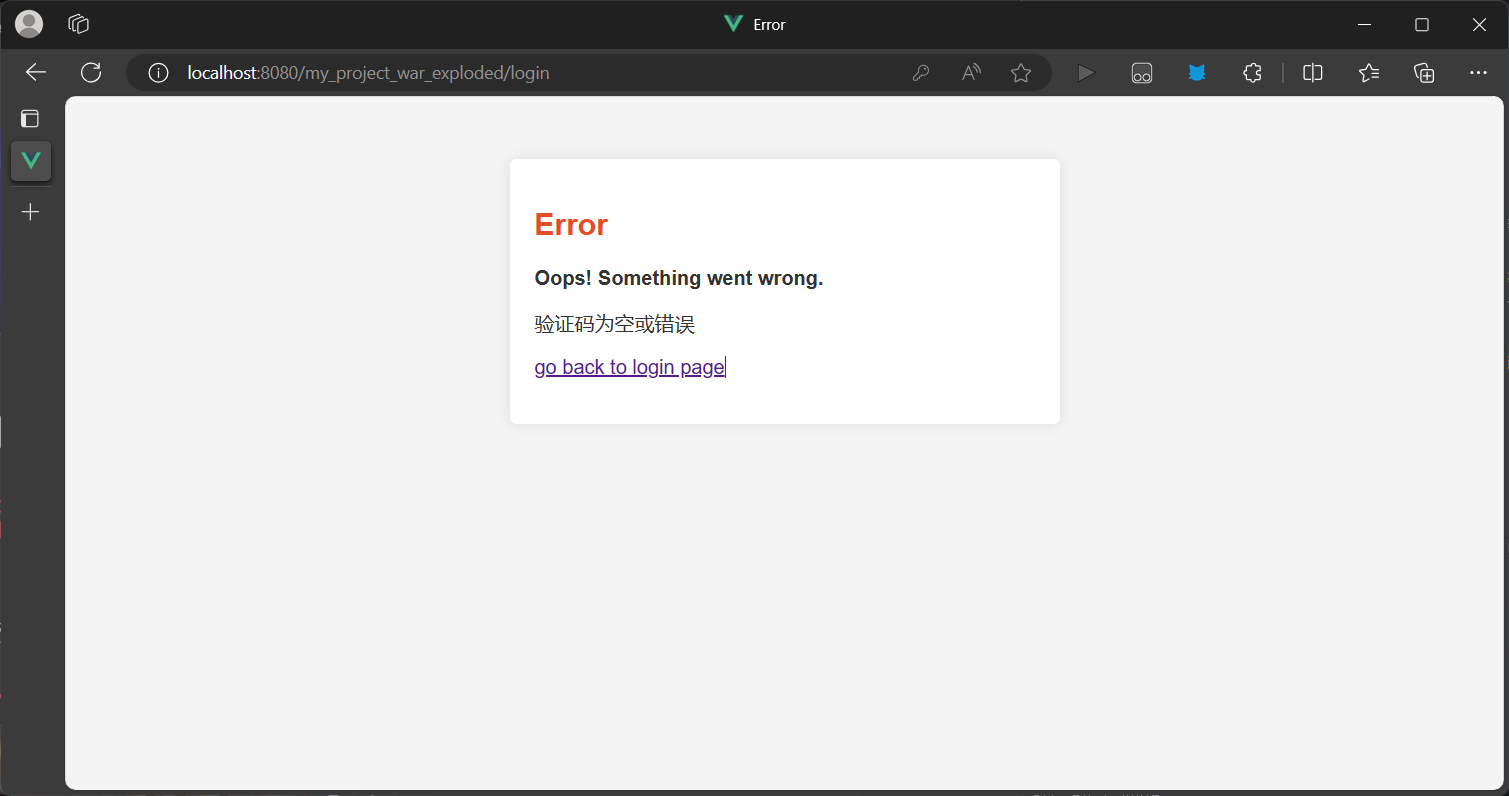 Error
localhost:8080/my_project_war_exploded/login
Error
Oops! Something went wrong.
验证码为空或错误
go back to login page